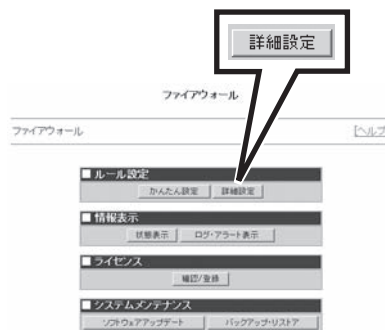 詳細設定
ファイアウォール
ファイアウォール [ヘルプ
■ ルール設定
かんたん設定 詳細設定
■ 情報表示
状態表示 ログ・アラート表示
■ ライセンス
確認/登録
■ システムメンテナンス
ソフトウェアアップデート バックアップ・リストア